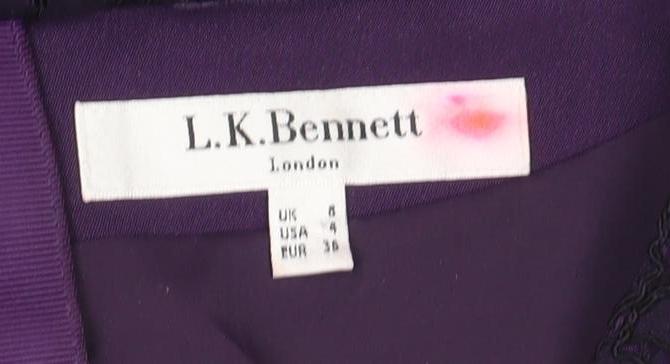 L.K.Bennett
London
UK 8
USA 4
EUR 36